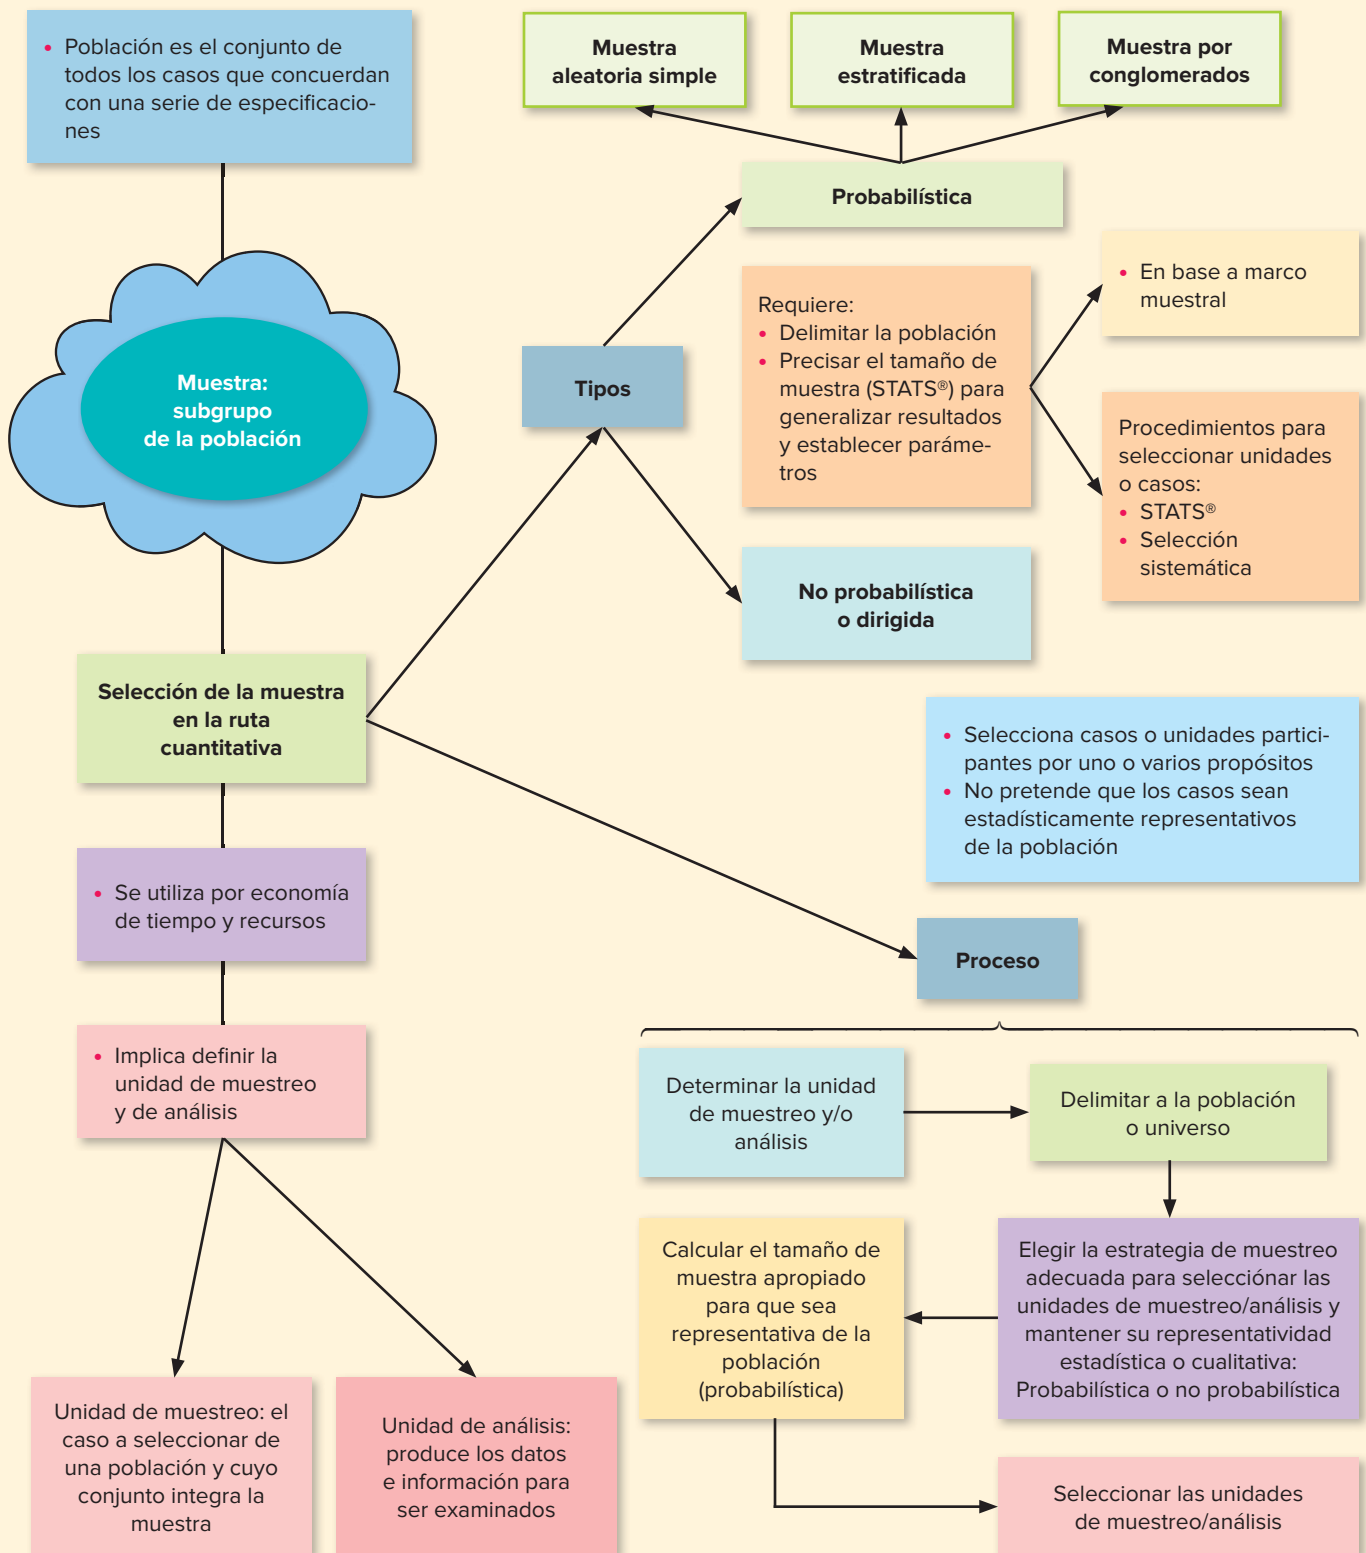 • Población es el conjunto de
todos los casos que concuerdan
con una serie de especificacio-
nes
Muestra:
subgrupo
de la población
Selección de la muestra
en la ruta
cuantitativa
• Se utiliza por economía
de tiempo y recursos
• Implica definir la
unidad de muestreo
y de análisis
Unidad de muestreo: el
caso a seleccionar de
una población y cuyo
conjunto integra la
muestra
Unidad de análisis:
produce los datos
e información para
ser examinados
Tipos
Probabilística
Muestra
aleatoria simple
Muestra
estratificada
Muestra por
conglomerados
Requiere:
• Delimitar la población
• Precisar el tamaño de
muestra (STATS®) para
generalizar resultados
y establecer paráme-
tros
• En base a marco
muestral
Procedimientos para
seleccionar unidades
o casos:
• STATS®
• Selección
sistemática
No probabilística
o dirigida
• Selecciona casos o unidades partici-
pantes por uno o varios propósitos
• No pretende que los casos sean
estadísticamente representativos
de la población
Proceso
Determinar la unidad
de muestreo y/o
análisis
Delimitar a la población
o universo
Elegir la estrategia de muestreo
adecuada para selecciónar las
unidades de muestreo/análisis y
mantener su representatividad
estadística o cualitativa:
Probabilística o no probabilística
Calcular el tamaño de
muestra apropiado
para que sea
representativa de la
población
(probabilística)
Seleccionar las unidades
de muestreo/análisis